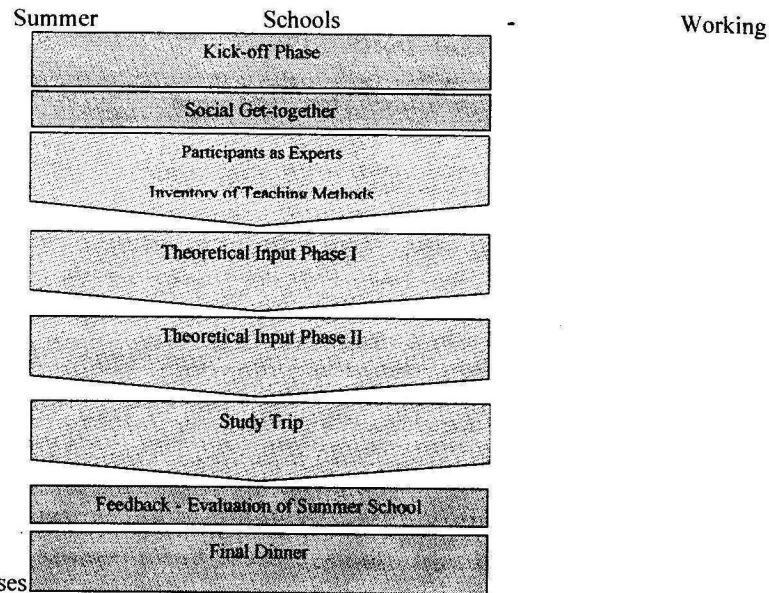 Summer Schools - Working
Kick-off Phase
Social Get-together
Participants as Experts
Inventory of Teaching Methods
Theoretical Input Phase I
Theoretical Input Phase II
Study Trip
Feedback - Evaluation of Summer School
Final Dinner
ses